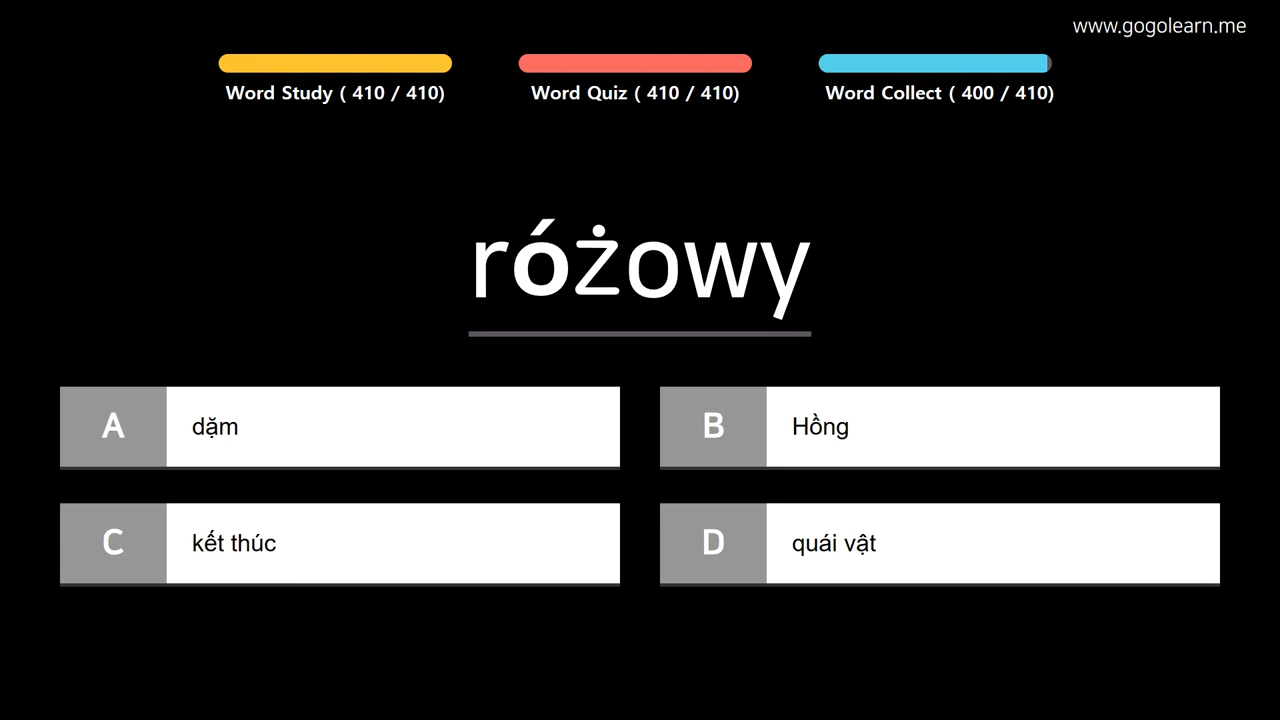 www.gogolearn.me
Word Study ( 410 / 410)
Word Quiz ( 410 / 410)
Word Collect ( 400 / 410)
różowy
A dặm
B Hồng
C kết thúc
D quái vật